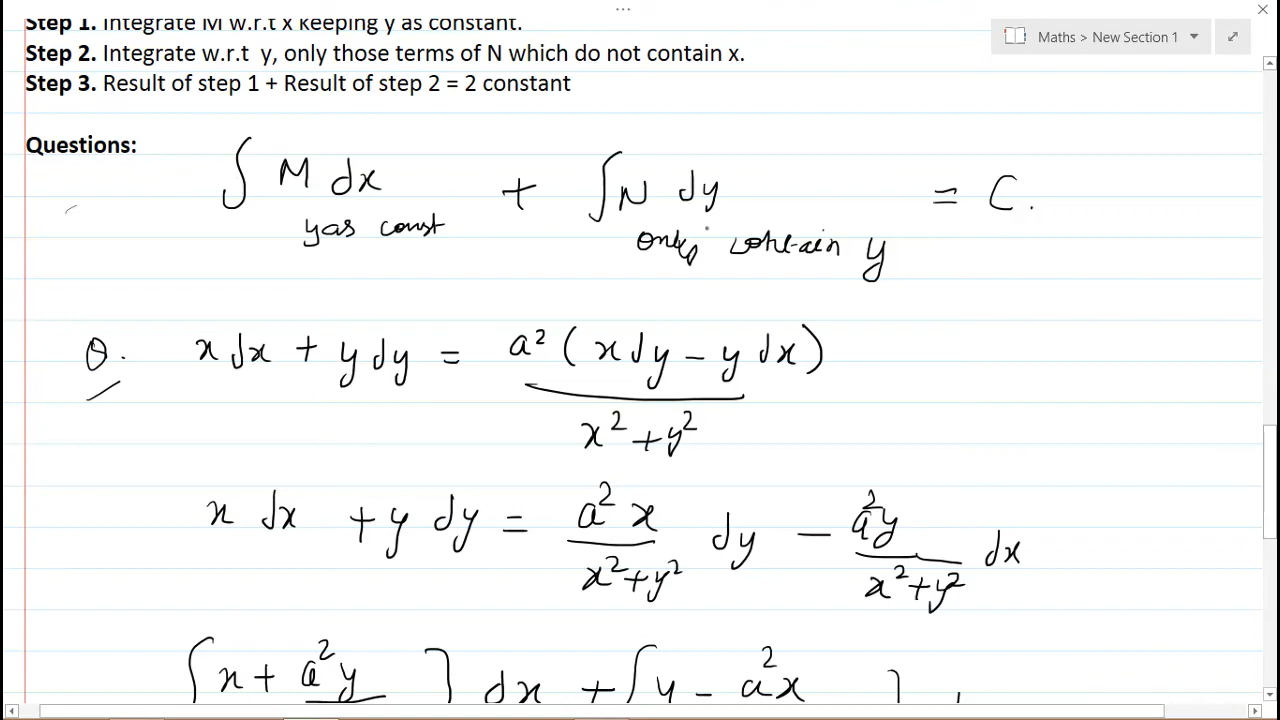 Step 1. Integrate M w.r.t x keeping y as constant.
Maths > New Section 1
Step 2. Integrate w.r.t y, only those terms of N which do not contain x.
Step 3. Result of step 1 + Result of step 2 = 2 constant
Questions:
∫ M dx + ∫ N dy = C.
y as const only contain y
Q. x dx + y dy = a² ( x dy − y dx ) / x² + y²
x dx + y dy = a² x / x² + y² dy − a² y / x² + y² dx
[ x + a² y ] dx + [ y − a² x ]